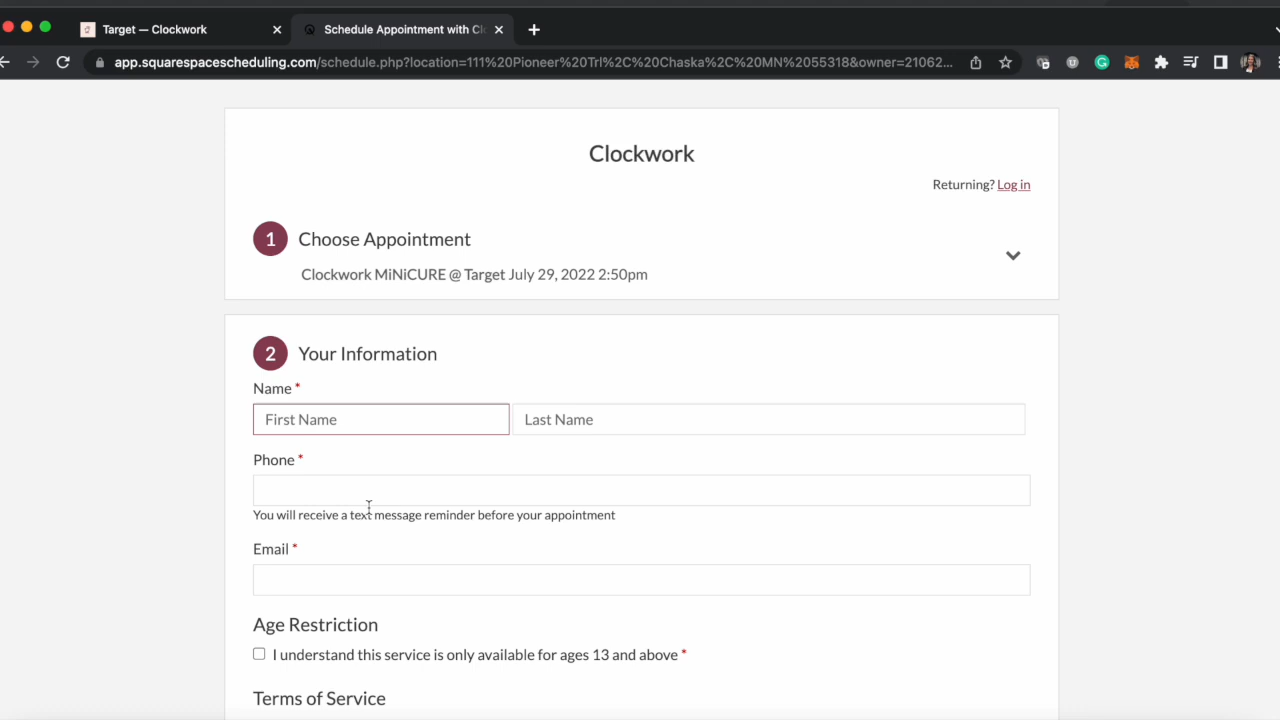 Target — Clockwork
Schedule Appointment with Cl
app.squarespacescheduling.com/schedule.php?location=111%20Pioneer%20Trl%2C%20Chaska%2C%20MN%2055318&owner=21062...
Clockwork
Returning? Log in
1 Choose Appointment
Clockwork MiNiCURE @ Target July 29, 2022 2:50pm
2 Your Information
Name *
First Name Last Name
Phone *
You will receive a text message reminder before your appointment
Email *
Age Restriction
I understand this service is only available for ages 13 and above *
Terms of Service